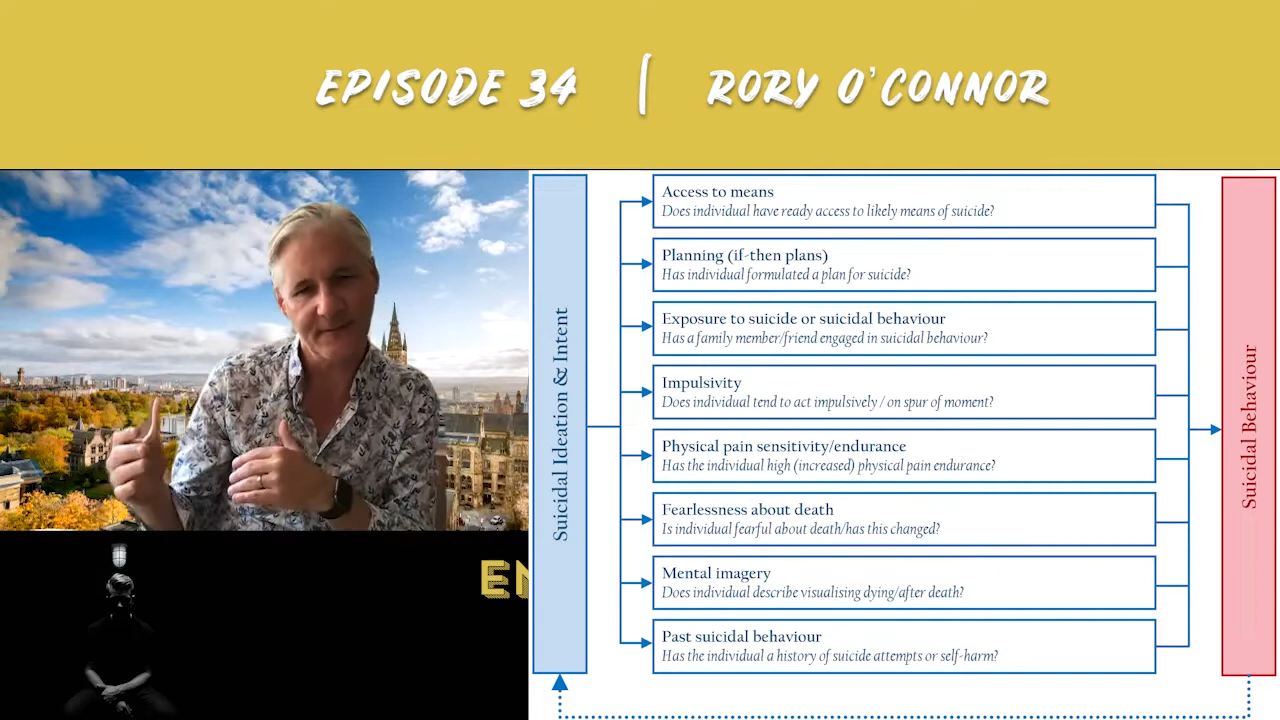 EPISODE 34 | RORY O'CONNOR
Suicidal Ideation & Intent
Access to means
Does individual have ready access to likely means of suicide?
Planning (if-then plans)
Has individual formulated a plan for suicide?
Exposure to suicide or suicidal behaviour
Has a family member/friend engaged in suicidal behaviour?
Impulsivity
Does individual tend to act impulsively / on spur of moment?
Physical pain sensitivity/endurance
Has the individual high (increased) physical pain endurance?
Fearlessness about death
Is individual fearful about death/has this changed?
Mental imagery
Does individual describe visualising dying/after death?
Past suicidal behaviour
Has the individual a history of suicide attempts or self-harm?
Suicidal Behaviour